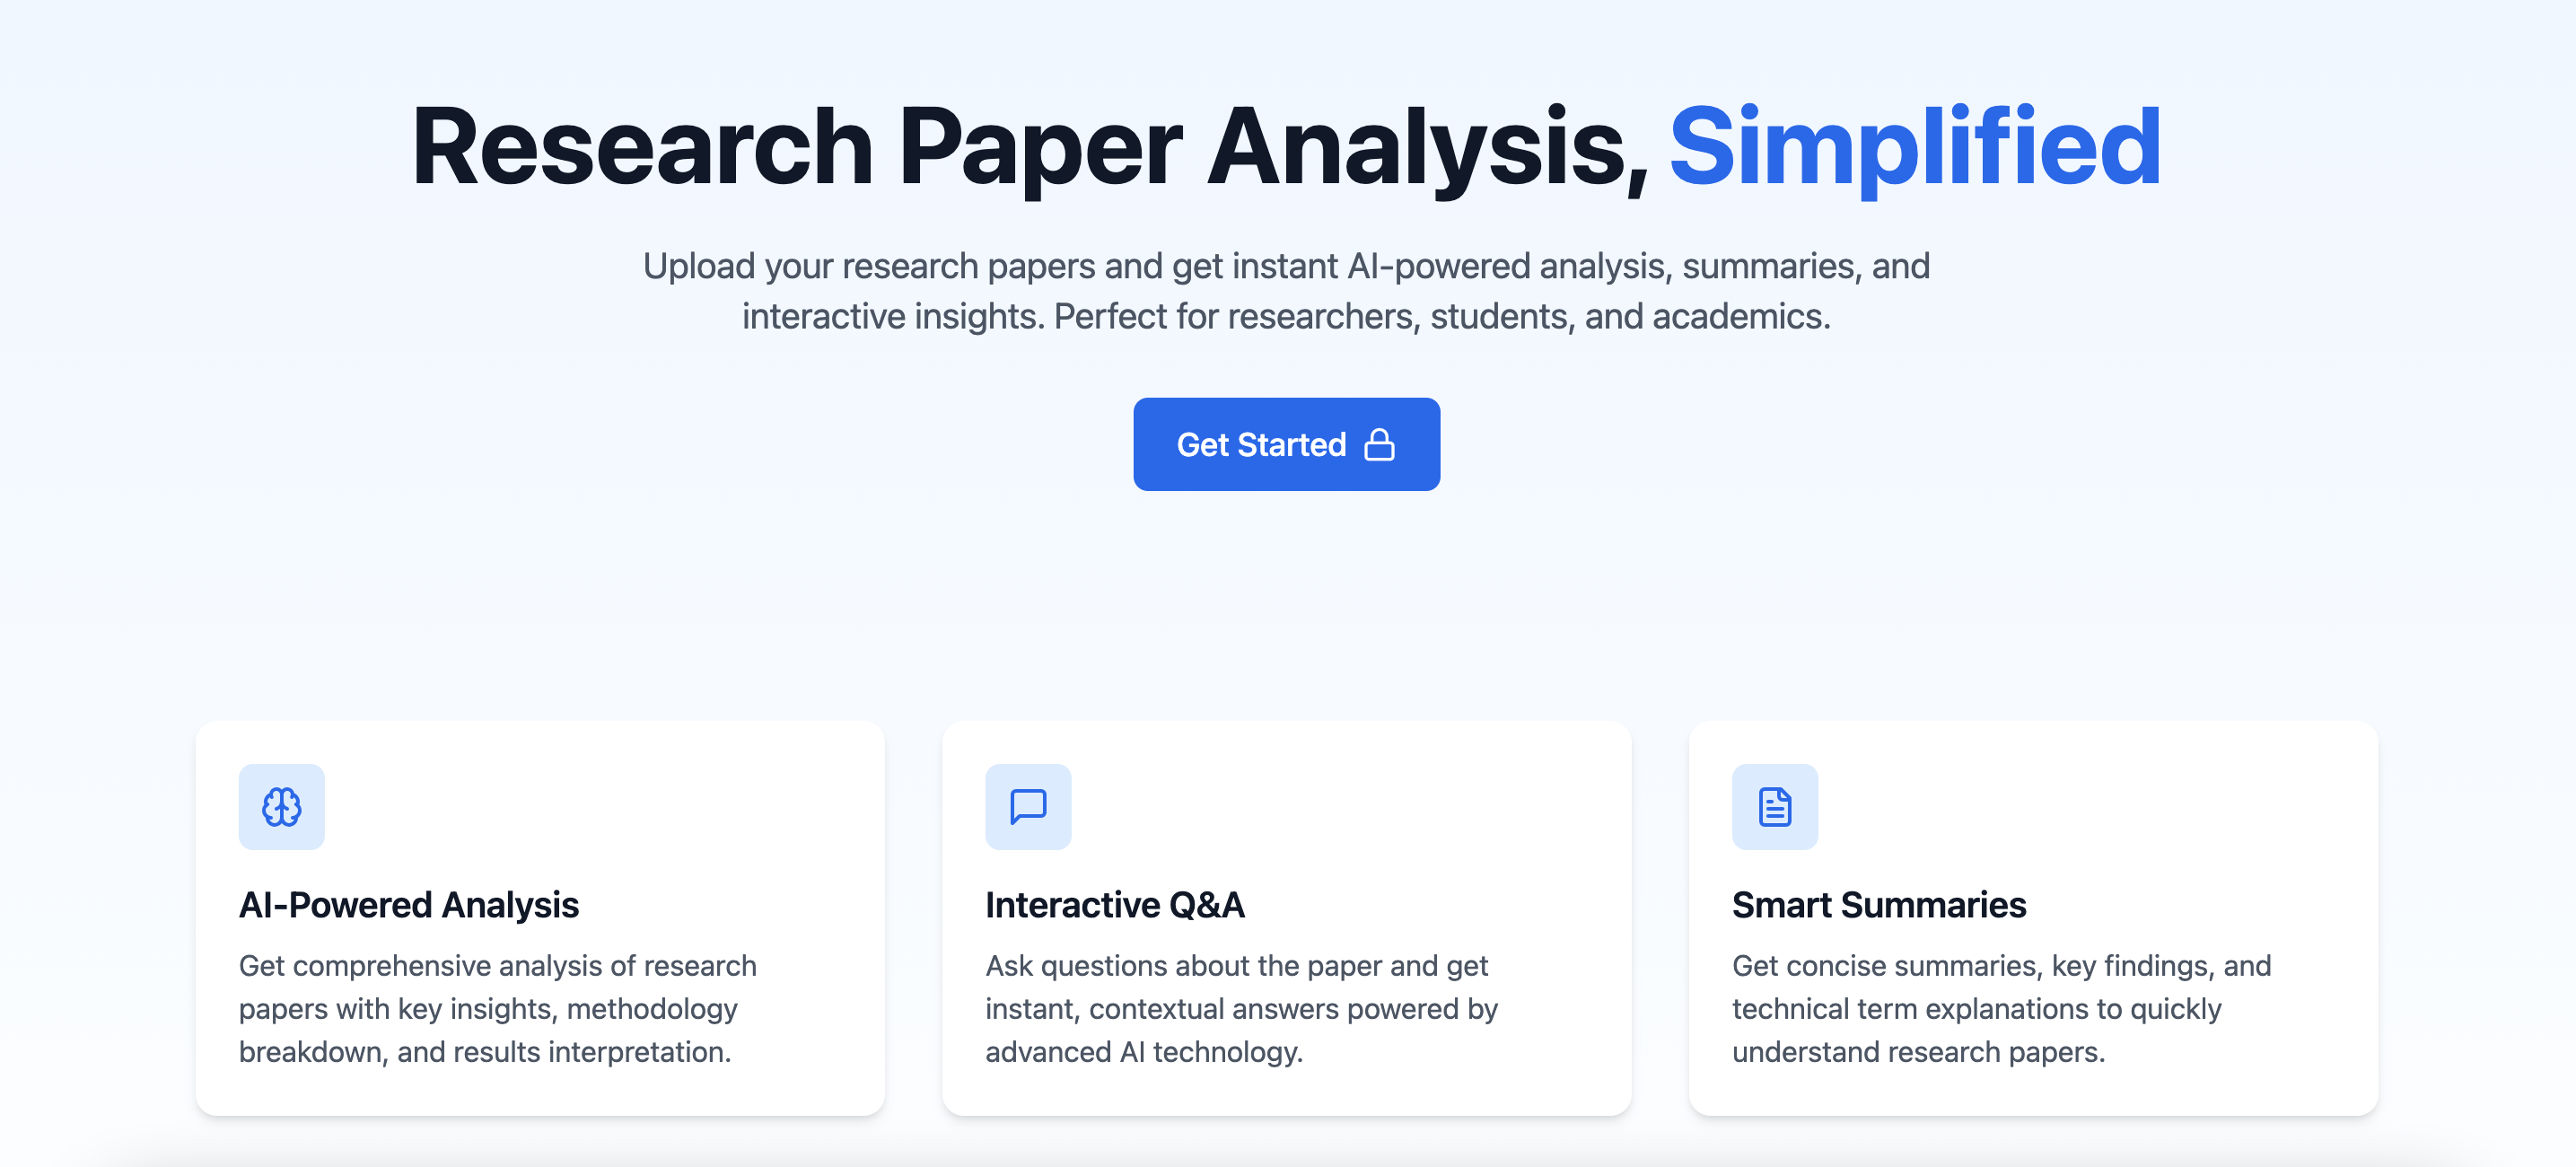 Research Paper Analysis, Simplified
Upload your research papers and get instant AI-powered analysis, summaries, and
interactive insights. Perfect for researchers, students, and academics.
Get Started
AI-Powered Analysis
Get comprehensive analysis of research
papers with key insights, methodology
breakdown, and results interpretation.
Interactive Q&A
Ask questions about the paper and get
instant, contextual answers powered by
advanced AI technology.
Smart Summaries
Get concise summaries, key findings, and
technical term explanations to quickly
understand research papers.